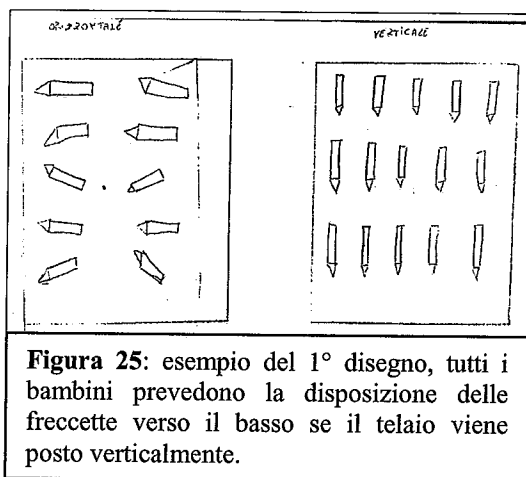 ORIZZONTALE
VERTICALE
Figura 25: esempio del 1° disegno, tutti i
bambini prevedono la disposizione delle
freccette verso il basso se il telaio viene
posto verticalmente.